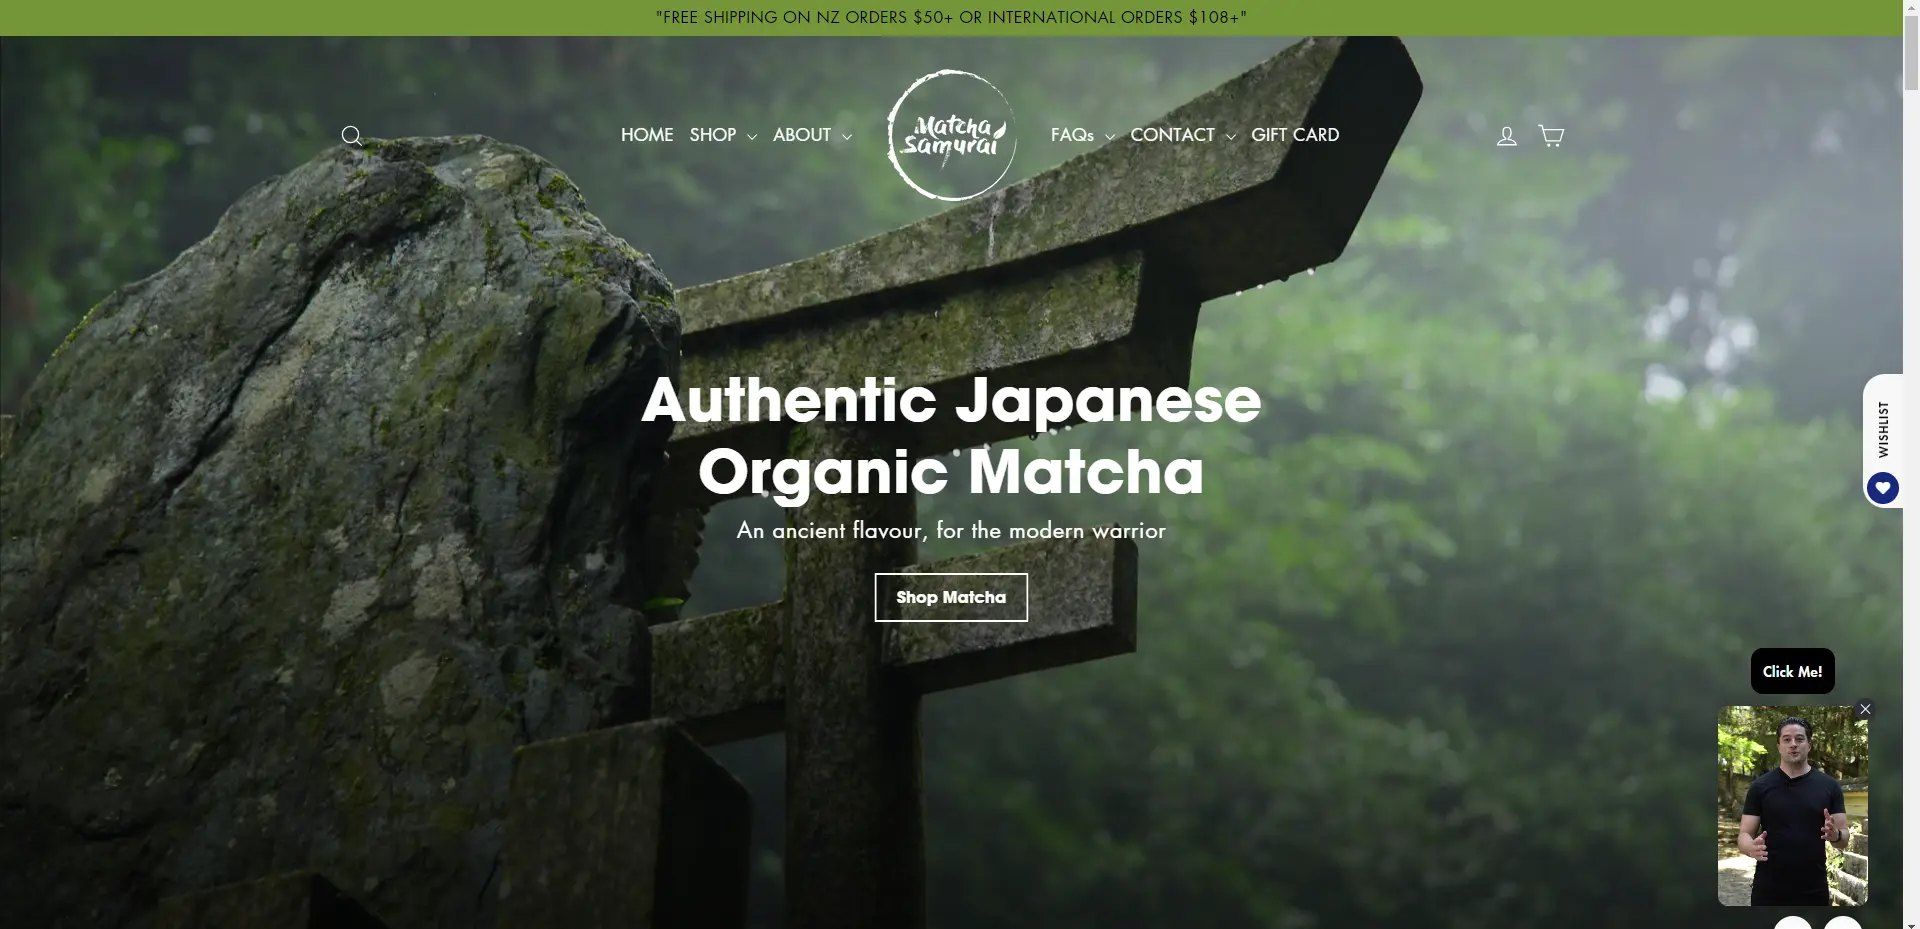 "FREE SHIPPING ON NZ ORDERS $50+ OR INTERNATIONAL ORDERS $108+"
HOME SHOP ABOUT
Matcha
Samurai
FAQs CONTACT GIFT CARD
Authentic Japanese
Organic Matcha
An ancient flavour, for the modern warrior
Shop Matcha
WISHLIST
Click Me!